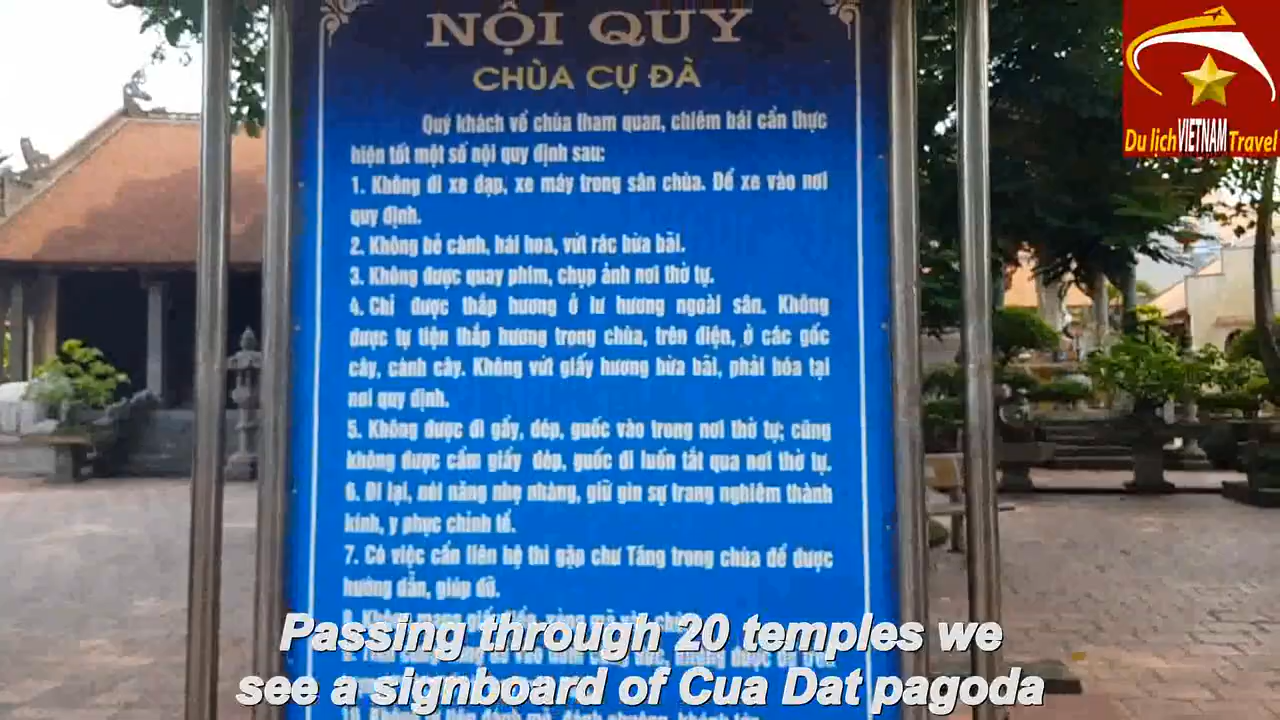 NỘI QUY
CHÙA CỰ ĐÀ
Quý khách về chùa tham quan, chiêm bái cần thực
hiện tốt một số nội quy định sau:
1. Không đi xe đạp, xe máy trong sân chùa. Để xe vào nơi
quy định.
2. Không bẻ cành, hái hoa, vứt rác bừa bãi.
3. Không được quay phim, chụp ảnh nơi thờ tự.
4. Chỉ được thắp hương ở lư hương ngoài sân. Không
được tự tiện thắp hương trong chùa, trên điện, ở các gốc
cây, cành cây. Không vứt giấy hương bừa bãi, phải hóa tại
nơi quy định.
5. Không được đi giầy, dép, guốc vào trong nơi thờ tự; cũng
không được cầm giầy dép, guốc đi luồn tắt qua nơi thờ tự.
6. Đi lại, nói năng nhẹ nhàng, giữ gìn sự trang nghiêm thành
kính, y phục chỉnh tề.
7. Có việc cần liên hệ thì gặp chư Tăng trong chùa để được
hướng dẫn, giúp đỡ.
Passing through 20 temples we
see a signboard of Cua Dat pagoda
Du lịch VIETNAM Travel